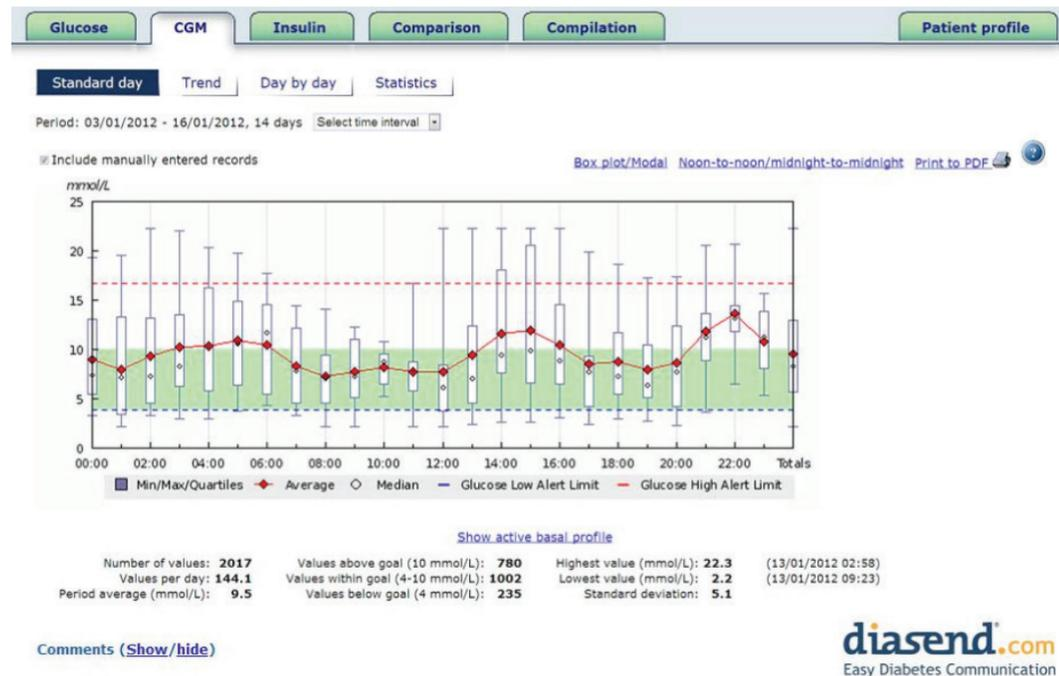 Glucose CGM Insulin Comparison Compilation Patient profile
Standard day Trend Day by day Statistics
Period: 03/01/2012 - 16/01/2012, 14 days Select time interval
Include manually entered records
Box plot/Modal Noon-to-noon/midnight-to-midnight Print to PDF ?
mmol/L
25
20
15
10
5
0
00:00 02:00 04:00 06:00 08:00 10:00 12:00 14:00 16:00 18:00 20:00 22:00 Totals
Min/Max/Quartiles Average Median Glucose Low Alert Limit Glucose High Alert Limit
Show active basal profile
Number of values: 2017 Values above goal (10 mmol/L): 780 Highest value (mmol/L): 22.3 (13/01/2012 02:58)
Values per day: 144.1 Values within goal (4-10 mmol/L): 1002 Lowest value (mmol/L): 2.2 (13/01/2012 09:23)
Period average (mmol/L): 9.5 Values below goal (4 mmol/L): 235 Standard deviation: 5.1
Comments (Show/hide)
diasend.com
Easy Diabetes Communication